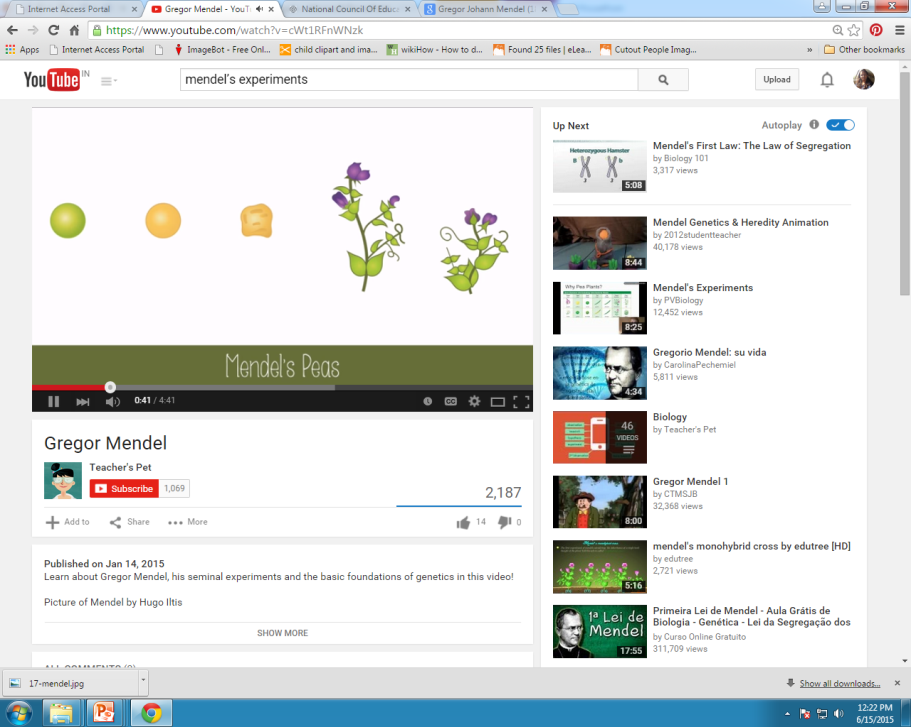 Internet Access Portal
Gregor Mendel - YouT
National Council Of Educa
Gregor Johann Mendel (1
https://www.youtube.com/watch?v=cWt1RFnWNzk
Apps
Internet Access Portal
ImageBot - Free Onl...
child clipart and ima...
wikiHow - How to d...
Found 25 files | eLea...
Cutout People Imag...
»
Other bookmarks
YouTube IN
mendel's experiments
Upload
Mendel's Peas
0:41 / 4:41
CC
Gregor Mendel
Teacher's Pet
Subscribe
1,069
2,187
Add to
Share
More
14
0
Published on Jan 14, 2015
Learn about Gregor Mendel, his seminal experiments and the basic foundations of genetics in this video!
Picture of Mendel by Hugo Iltis
SHOW MORE
ALL COMMENTS (0)
Up Next
Autoplay
Heterozygous Hamster
5:08
Mendel's First Law: The Law of Segregation
by Biology 101
3,317 views
8:44
Mendel Genetics & Heredity Animation
by 2012studentteacher
40,178 views
Why Pea Plants?
8:25
Mendel's Experiments
by PVBiology
12,452 views
4:34
Gregorio Mendel: su vida
by CarolinaPechemiel
5,811 views
46
VIDEOS
Biology
by Teacher's Pet
8:00
Gregor Mendel 1
by CTMSJB
32,368 views
5:16
mendel's monohybrid cross by edutree [HD]
by edutree
2,721 views
1ª Lei de
Mendel
17:55
Primeira Lei de Mendel - Aula Grátis de
Biologia - Genética - Lei da Segregação dos
by Curso Online Gratuito
311,709 views
17-mendel.jpg
Show all downloads...
12:22 PM
6/15/2015